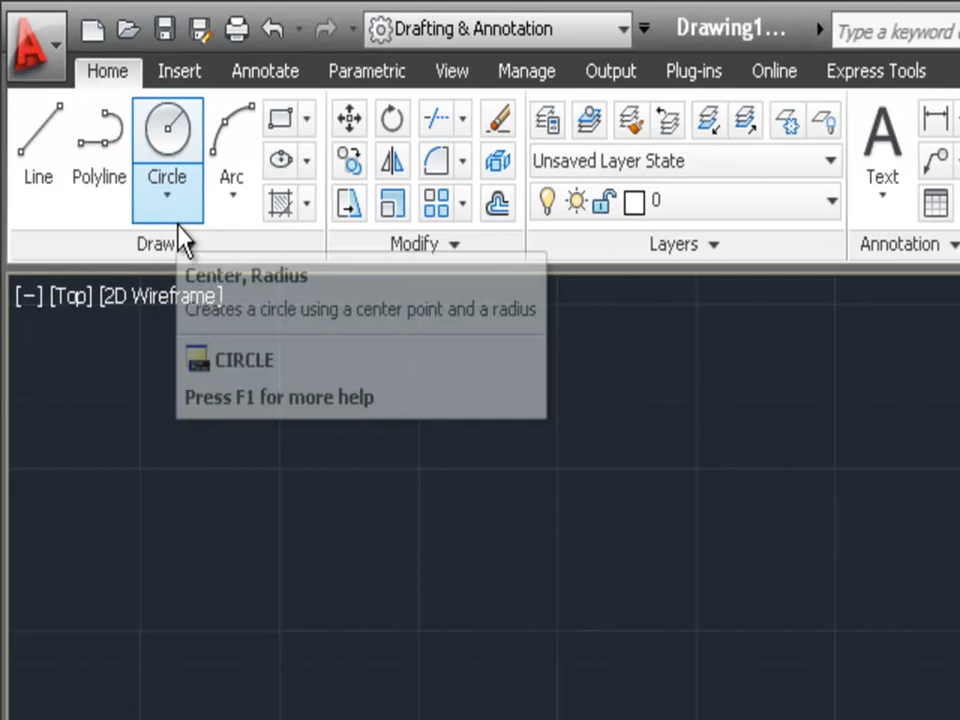 Drafting & Annotation
Drawing1...
Type a keyword
Home
Insert
Annotate
Parametric
View
Manage
Output
Plug-ins
Online
Express Tools
Line
Polyline
Circle
Arc
Unsaved Layer State
0
Text
Draw
Modify
Layers
Annotation
[−] [Top] [2D Wireframe]
Center, Radius
Creates a circle using a center point and a radius
CIRCLE
Press F1 for more help